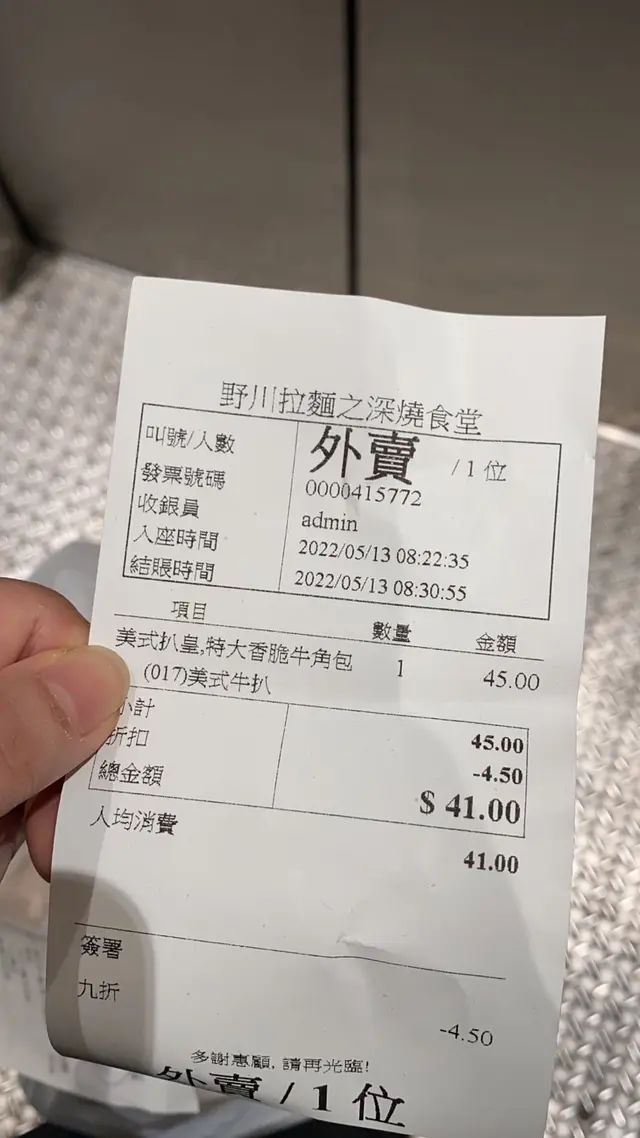 野川拉麵之深燒食堂
叫號/人數 外賣 / 1 位
發票號碼 0000415772
收銀員 admin
入座時間 2022/05/13 08:22:35
結賬時間 2022/05/13 08:30:55
項目 數量 金額
美式扒皇,特大香脆牛角包 1 45.00
(017)美式牛扒
小計 45.00
折扣 -4.50
總金額 $ 41.00
人均消費 41.00
簽署
九折 -4.50
多謝惠顧, 請再光臨!
外賣 / 1 位